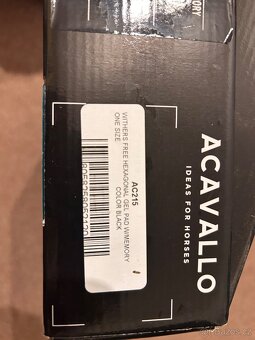 ACAVALLO
IDEAS FOR HORSES
AC215
WITHERS FREE HEXAGONAL GEL PAD W/MEMORY
ONE SIZE
COLOR BLACK